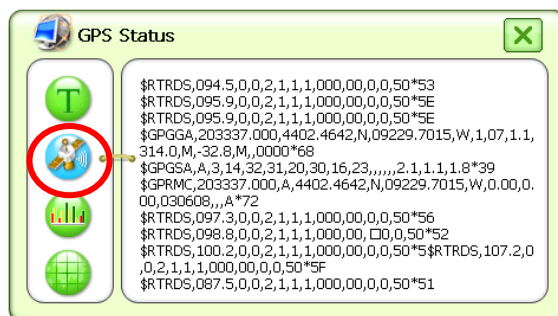 GPS Status
T
$RTRDS,094.5,0,0,2,1,1,1,000,00,0,0,50*53
$RTRDS,095.9,0,0,2,1,1,1,000,00,0,0,50*5E
$RTRDS,095.9,0,0,2,1,1,1,000,00,0,0,50*5E
$GPGGA,203337.000,4402.4642,N,09229.7015,W,1,07,1.1,
314.0,M,-32.8,M,,0000*68
$GPGSA,A,3,14,32,31,20,30,16,23,,,,,,2.1,1.1,1.8*39
$GPRMC,203337.000,A,4402.4642,N,09229.7015,W,0.00,0.
00,030608,,,A*72
$RTRDS,097.3,0,0,2,1,1,1,000,00,0,0,50*56
$RTRDS,098.8,0,0,2,1,1,1,000,00, □0,0,50*52
$RTRDS,100.2,0,0,2,1,1,1,000,00,0,0,50*5$RTRDS,107.2,0
,0,2,1,1,1,000,00,0,0,50*5F
$RTRDS,087.5,0,0,2,1,1,1,000,00,0,0,50*51